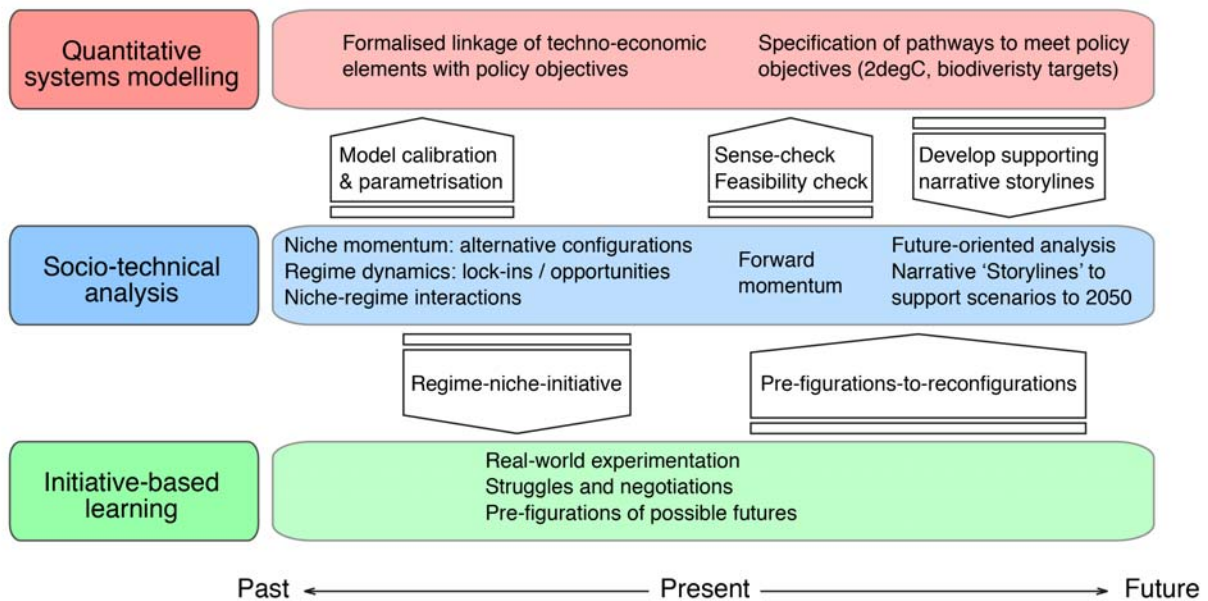 Quantitative
systems modelling
Formalised linkage of techno-economic
elements with policy objectives
Specification of pathways to meet policy
objectives (2degC, biodiveristy targets)
Model calibration
& parametrisation
Sense-check
Feasibility check
Develop supporting
narrative storylines
Socio-technical
analysis
Niche momentum: alternative configurations
Regime dynamics: lock-ins / opportunities
Niche-regime interactions
Forward
momentum
Future-oriented analysis
Narrative ‘Storylines’ to
support scenarios to 2050
Regime-niche-initiative
Pre-figurations-to-reconfigurations
Initiative-based
learning
Real-world experimentation
Struggles and negotiations
Pre-figurations of possible futures
Past
Present
Future